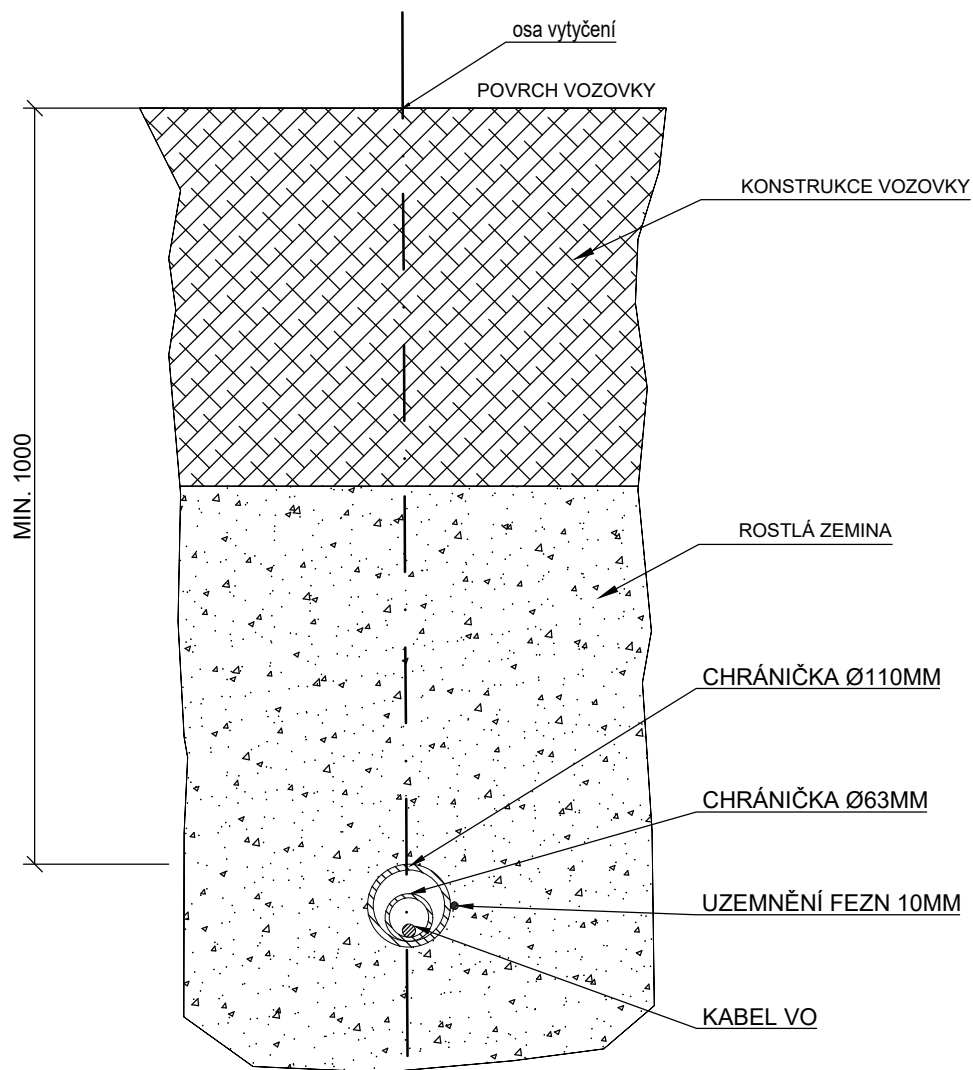 osa vytyčení
POVRCH VOZOVKY
KONSTRUKCE VOZOVKY
MIN. 1000
ROSTLÁ ZEMINA
CHRÁNIČKA Ø110MM
CHRÁNIČKA Ø63MM
UZEMNĚNÍ FEZN 10MM
KABEL VO